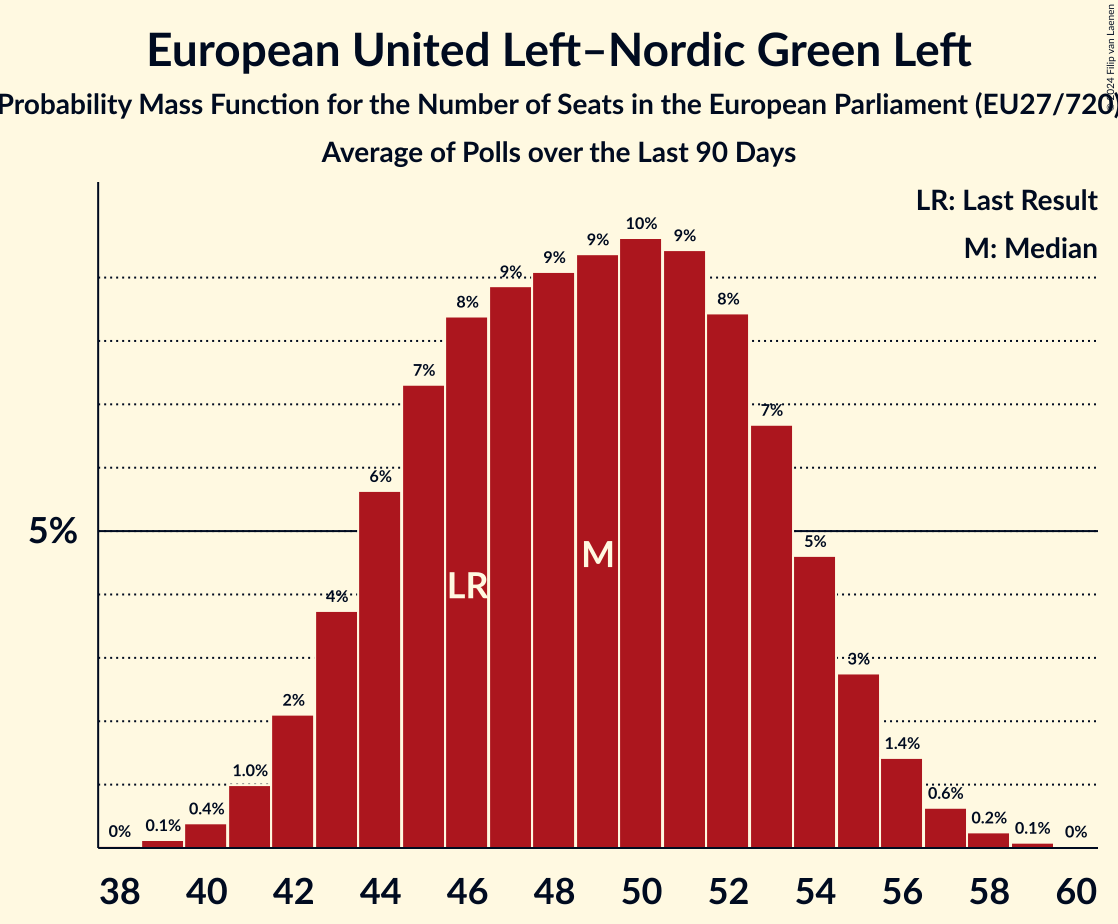 European United Left–Nordic Green Left
Probability Mass Function for the Number of Seats in the European Parliament (EU27/720)
Average of Polls over the Last 90 Days
LR: Last Result
M: Median
10%
9%
9%
9%
9%
8%
8%
7%
7%
6%
5%
5%
4%
3%
2%
1.4%
1.0%
0.6%
0.4%
0.2%
0.1%
0.1%
0%
0%
LR
M
38 40 42 44 46 48 50 52 54 56 58 60
2024 Filip van Laenen